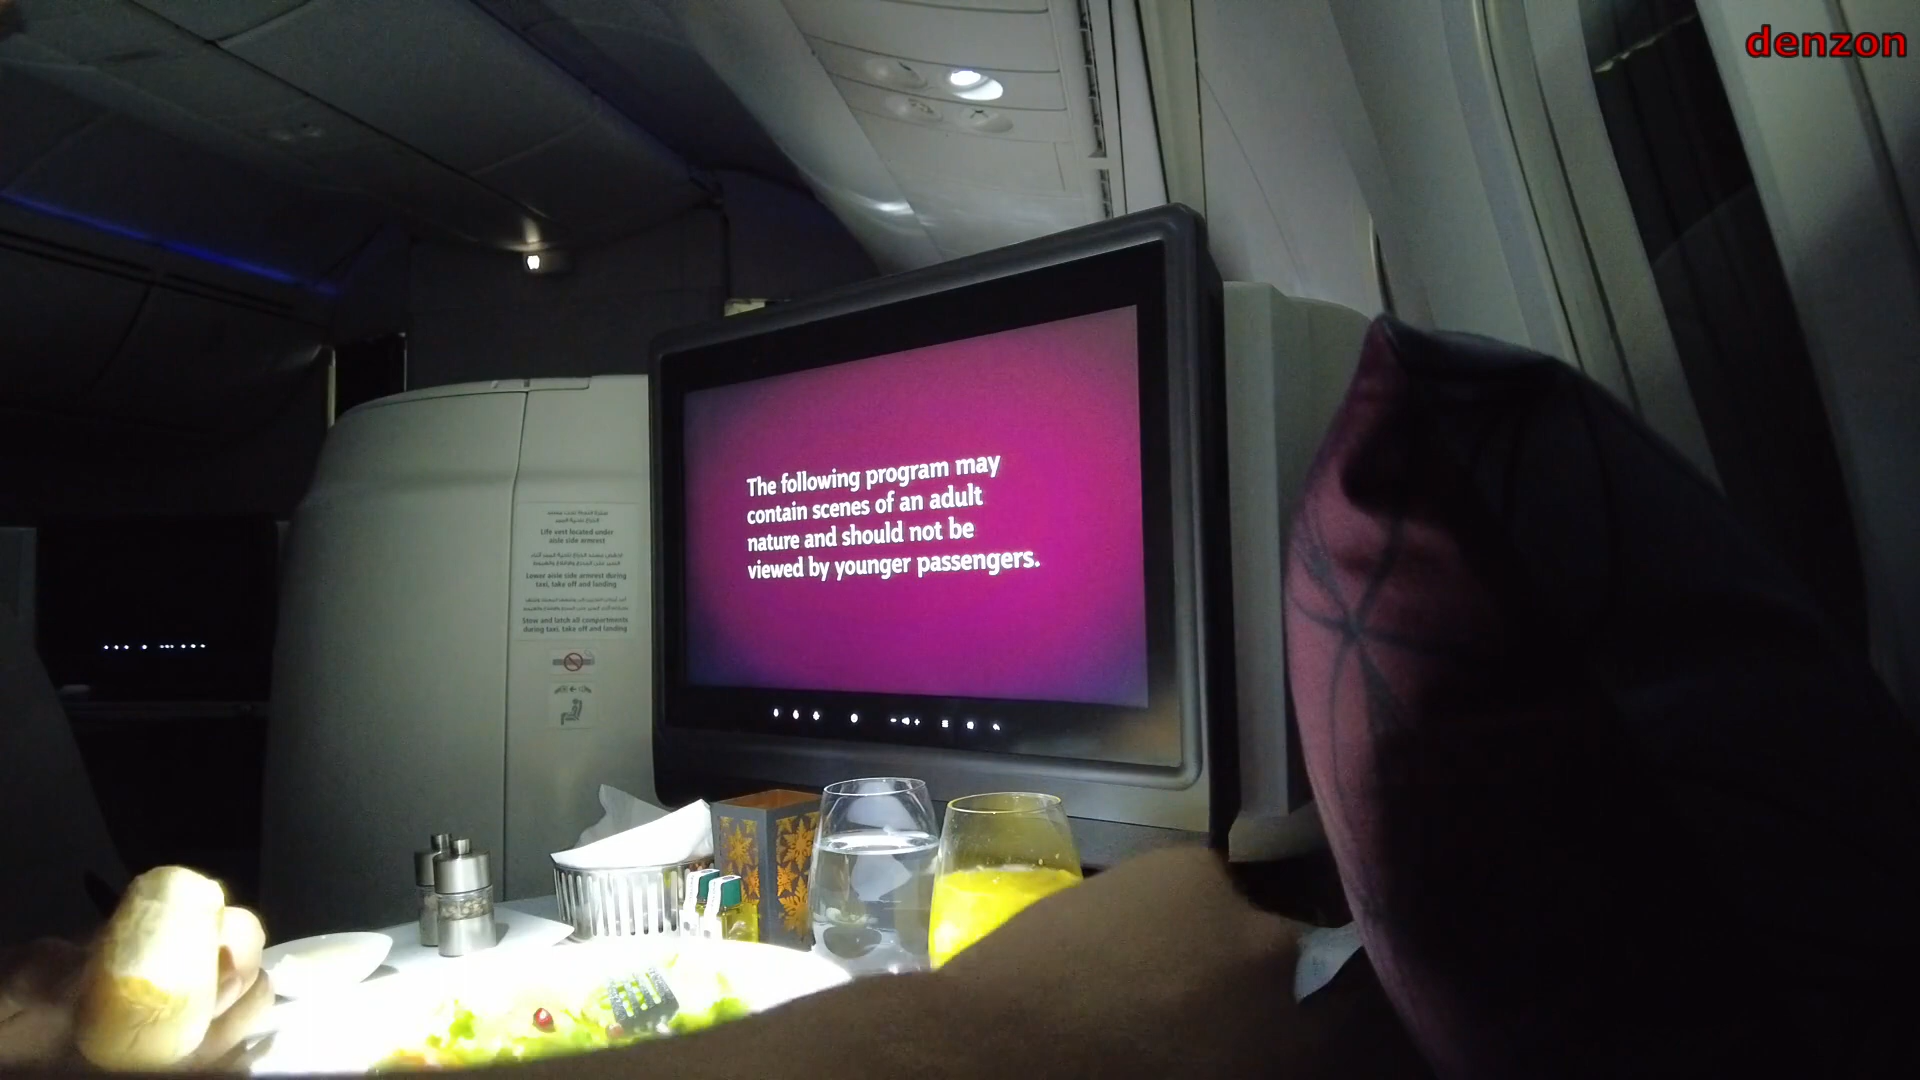 denzon
The following program may
contain scenes of an adult
nature and should not be
viewed by younger passengers.
Life vest located under
aisle side armrest
Lower aisle side armrest during
taxi, take off and landing
Stow and latch all compartments
during taxi, take off and landing